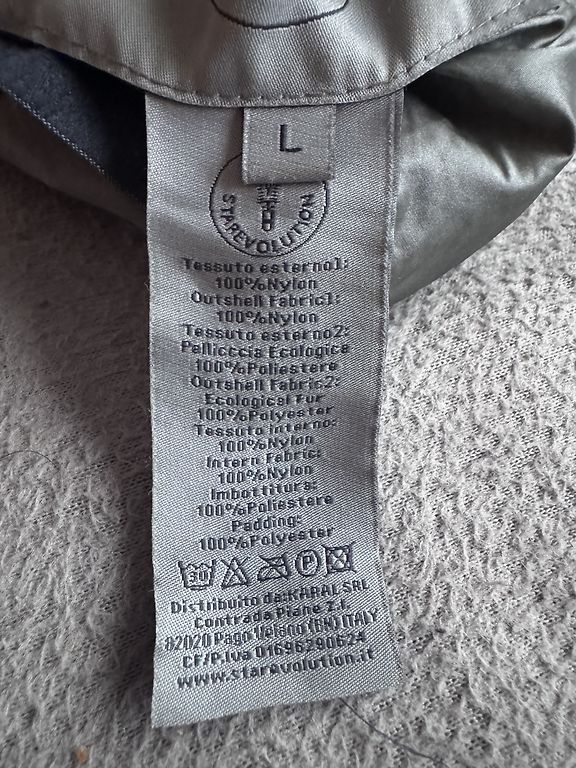 L
STAREVOLUTION
Tessuto esterno1:
100%Nylon
Outshell Fabric1:
100%Nylon
Tessuto esterno2:
Pellicccia Ecologica
100%Poliestere
Outshell Fabric2:
Ecological Fur
100%Polyester
Tessuto interno:
100%Nylon
Intern Fabric:
100%Nylon
Imbottitura:
100%Poliestere
Padding:
100%Polyester
30 P
Distribuito da:KARAL SRL
Contrada Piane Z.I.
82020 Pago Veiano(BN)ITALY
CF/P.Iva 01696290624
www.starevolution.it